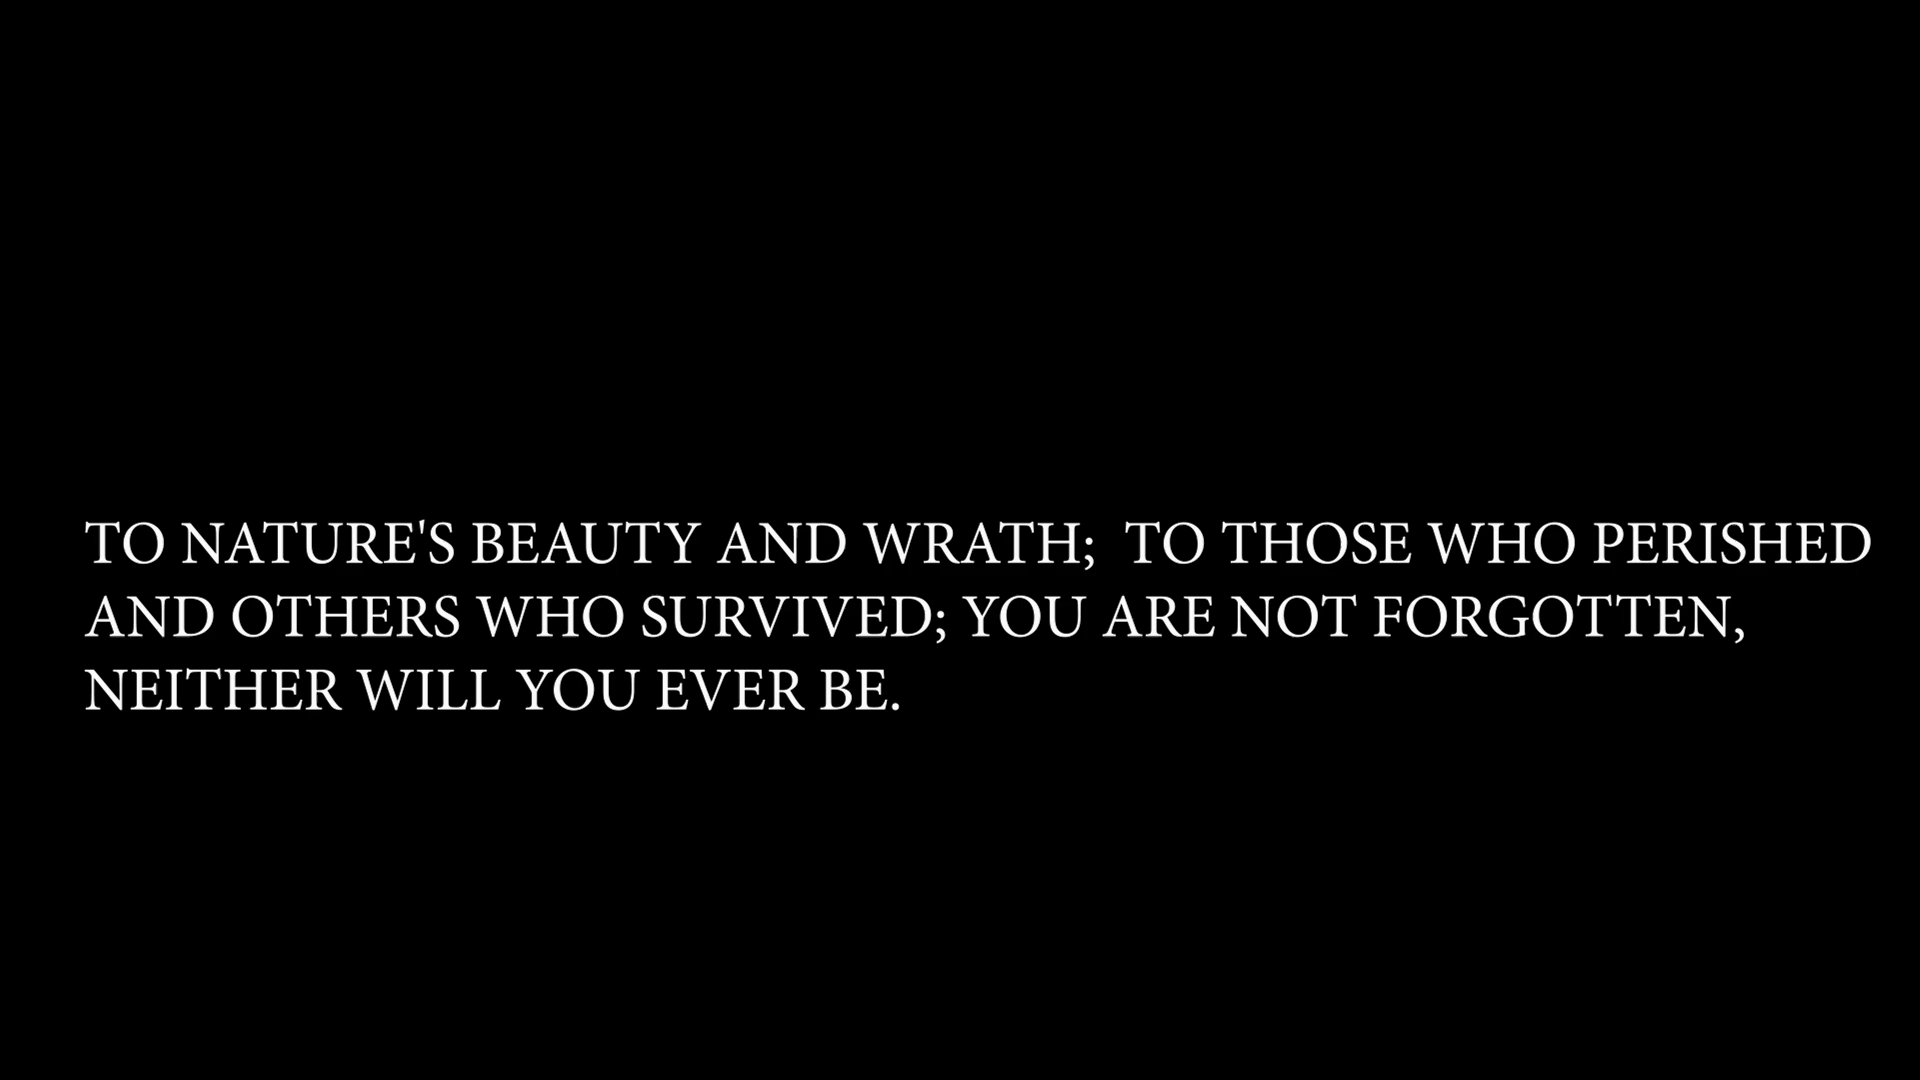 TO NATURE'S BEAUTY AND WRATH;  TO THOSE WHO PERISHED
AND OTHERS WHO SURVIVED; YOU ARE NOT FORGOTTEN,
NEITHER WILL YOU EVER BE.